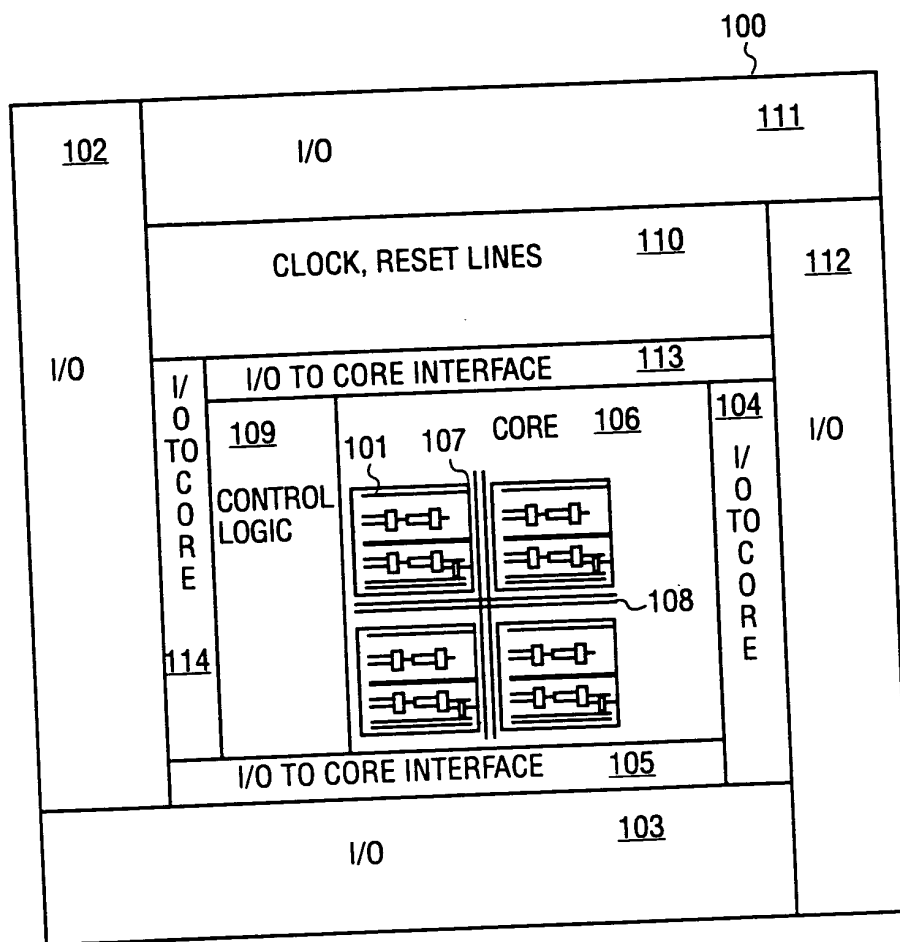 100
102
I/O
111
CLOCK, RESET LINES
110
112
I/O
I/O TO CORE INTERFACE
113
I/O TO CORE
114
109
CONTROL
LOGIC
CORE
106
101
107
108
104
I/O TO CORE
I/O
I/O TO CORE INTERFACE
105
I/O
103